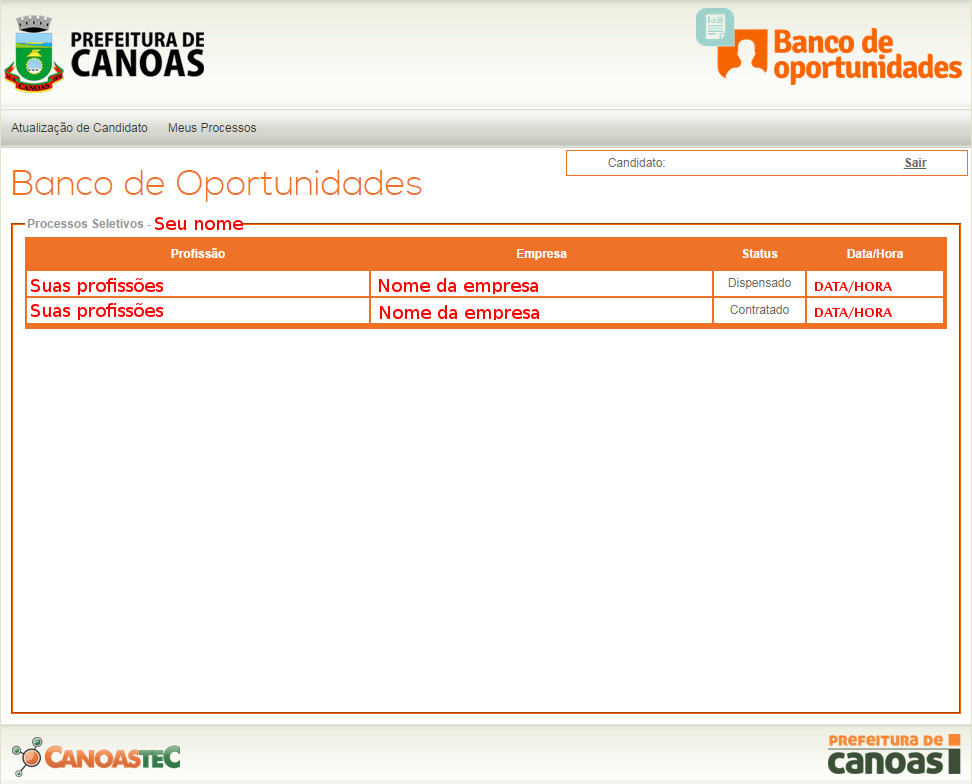 PREFEITURA DE
CANOAS
CANOAS
Banco de
oportunidades
Atualização de Candidato Meus Processos
Candidato: Sair
Banco de Oportunidades
Processos Seletivos - Seu nome
Profissão Empresa Status Data/Hora
Suas profissões Nome da empresa Dispensado DATA/HORA
Suas profissões Nome da empresa Contratado DATA/HORA
CANOASTEC
PREFEITURA DE
canoas